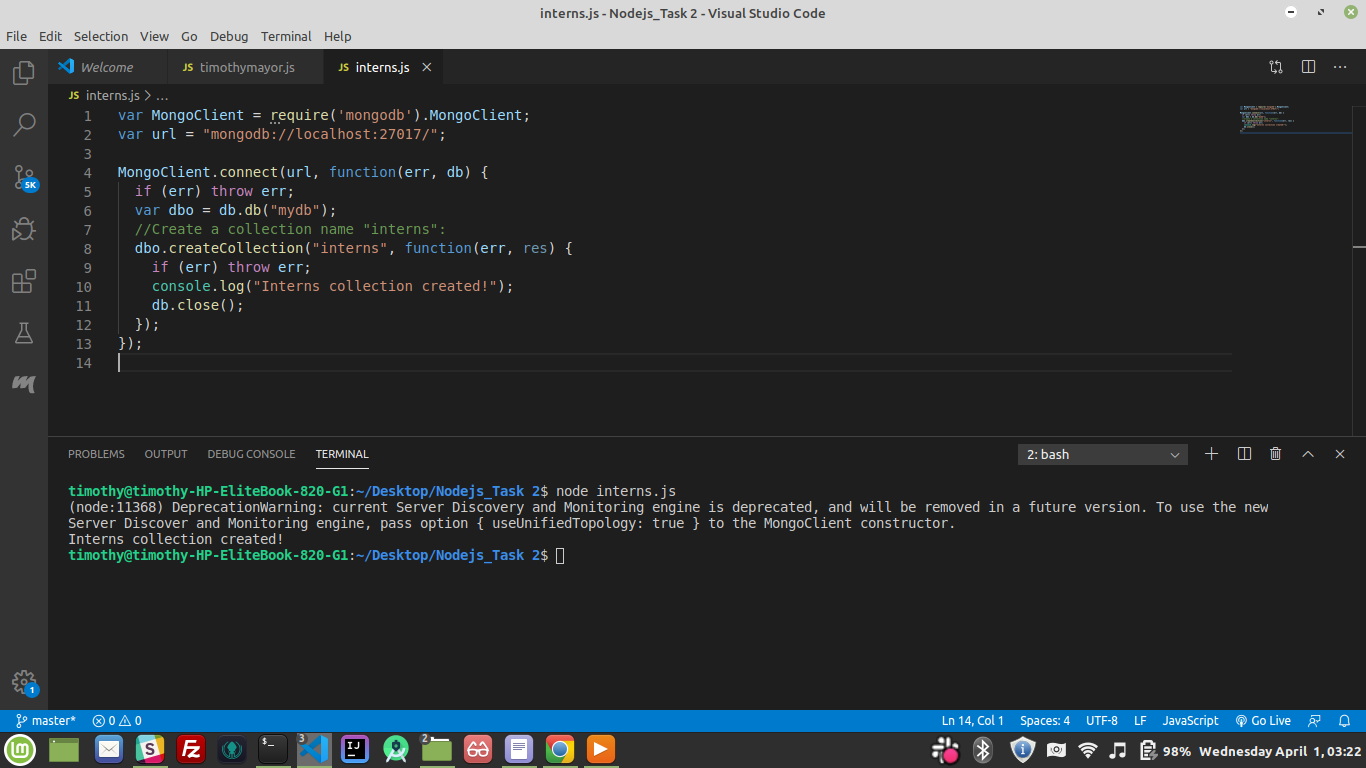 interns.js - Nodejs_Task 2 - Visual Studio Code
File Edit Selection View Go Debug Terminal Help
Welcome JS timothymayor.js JS interns.js
JS interns.js > ...
1 var MongoClient = require('mongodb').MongoClient;
2 var url = "mongodb://localhost:27017/";
3
4 MongoClient.connect(url, function(err, db) {
5 if (err) throw err;
6 var dbo = db.db("mydb");
7 //Create a collection name "interns":
8 dbo.createCollection("interns", function(err, res) {
9 if (err) throw err;
10 console.log("Interns collection created!");
11 db.close();
12 });
13 });
14
5K
PROBLEMS OUTPUT DEBUG CONSOLE TERMINAL 2: bash
timothy@timothy-HP-EliteBook-820-G1:~/Desktop/Nodejs_Task 2$ node interns.js
(node:11368) DeprecationWarning: current Server Discovery and Monitoring engine is deprecated, and will be removed in a future version. To use the new
Server Discover and Monitoring engine, pass option { useUnifiedTopology: true } to the MongoClient constructor.
Interns collection created!
timothy@timothy-HP-EliteBook-820-G1:~/Desktop/Nodejs_Task 2$
1
master* 0 0 Ln 14, Col 1 Spaces: 4 UTF-8 LF JavaScript Go Live
S Fz $_ 3 IJ 2 98% Wednesday April 1, 03:22